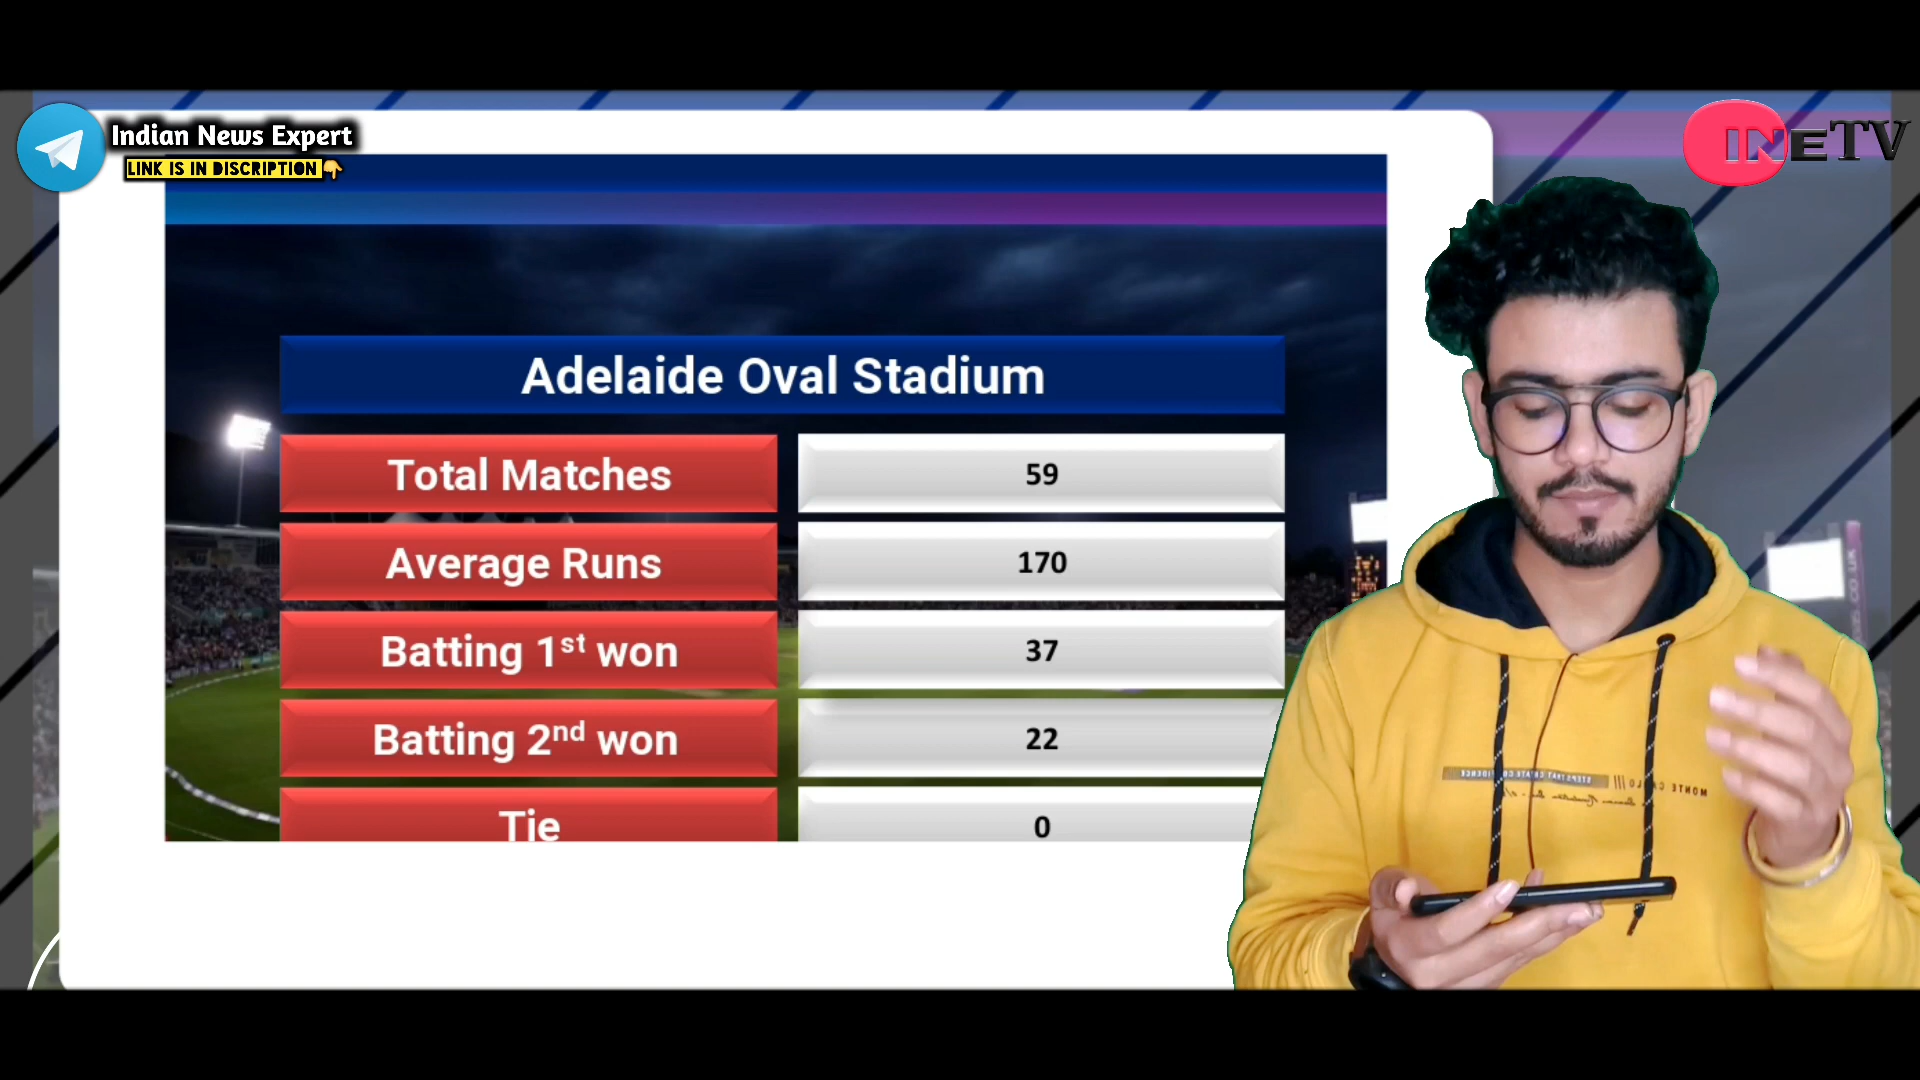 Indian News Expert
LINK IS IN DISCRIPTION
INETV
Adelaide Oval Stadium
Total Matches 59
Average Runs 170
Batting 1st won 37
Batting 2nd won 22
Tie 0